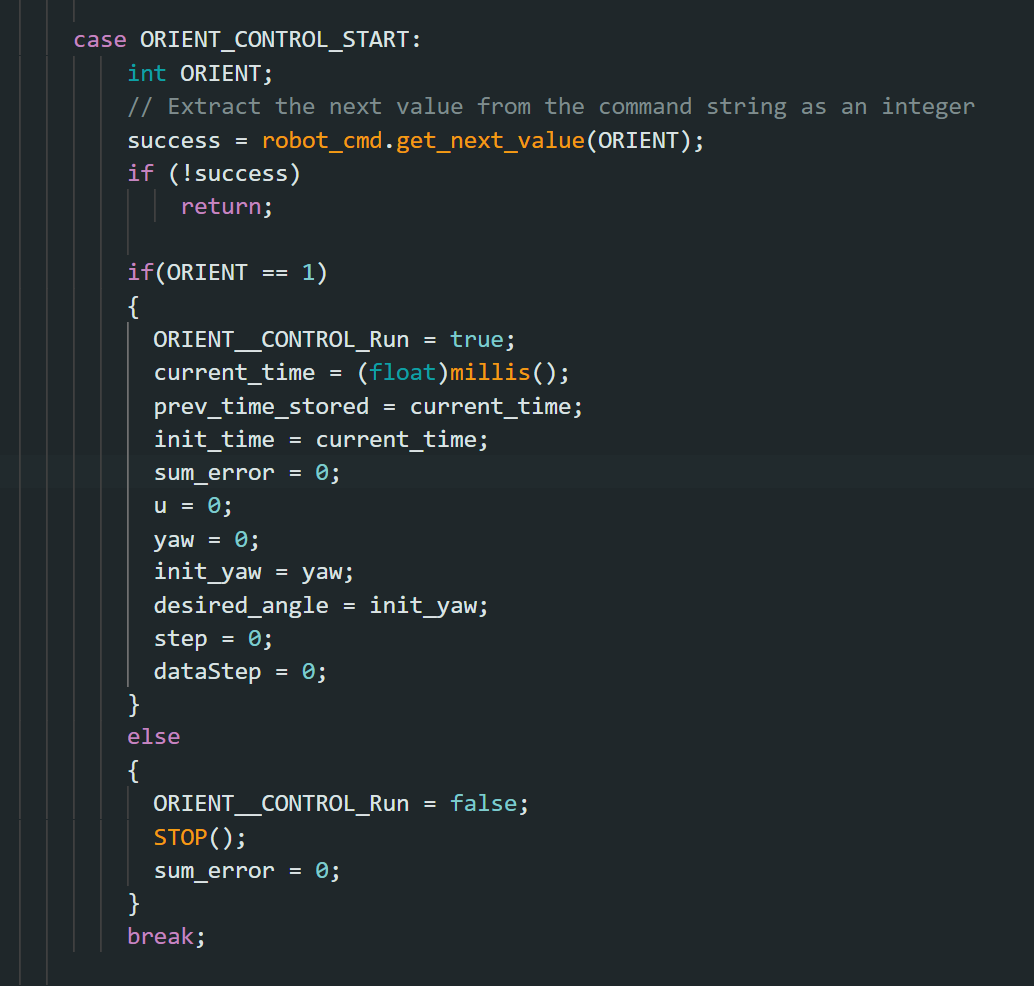 case ORIENT_CONTROL_START:
int ORIENT;
// Extract the next value from the command string as an integer
success = robot_cmd.get_next_value(ORIENT);
if (!success)
return;
if(ORIENT == 1)
{
ORIENT__CONTROL_Run = true;
current_time = (float)millis();
prev_time_stored = current_time;
init_time = current_time;
sum_error = 0;
u = 0;
yaw = 0;
init_yaw = yaw;
desired_angle = init_yaw;
step = 0;
dataStep = 0;
}
else
{
ORIENT__CONTROL_Run = false;
STOP();
sum_error = 0;
}
break;